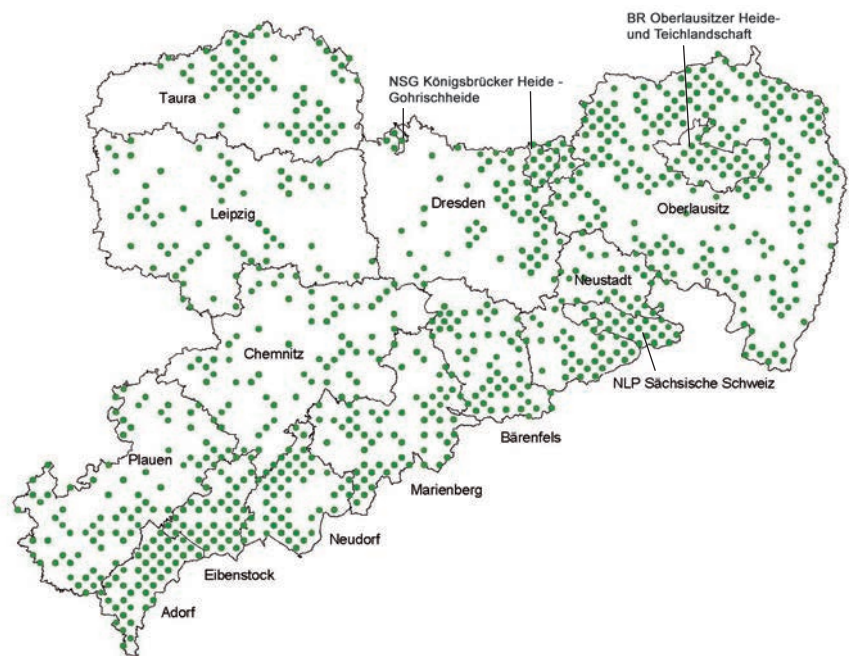 BR Oberlausitzer Heide-
und Teichlandschaft
NSG Königsbrücker Heide -
Gohrischheide
Taura
Leipzig
Dresden
Oberlausitz
Neustadt
Chemnitz
NLP Sächsische Schweiz
Bärenfels
Plauen
Marienberg
Neudorf
Eibenstock
Adorf